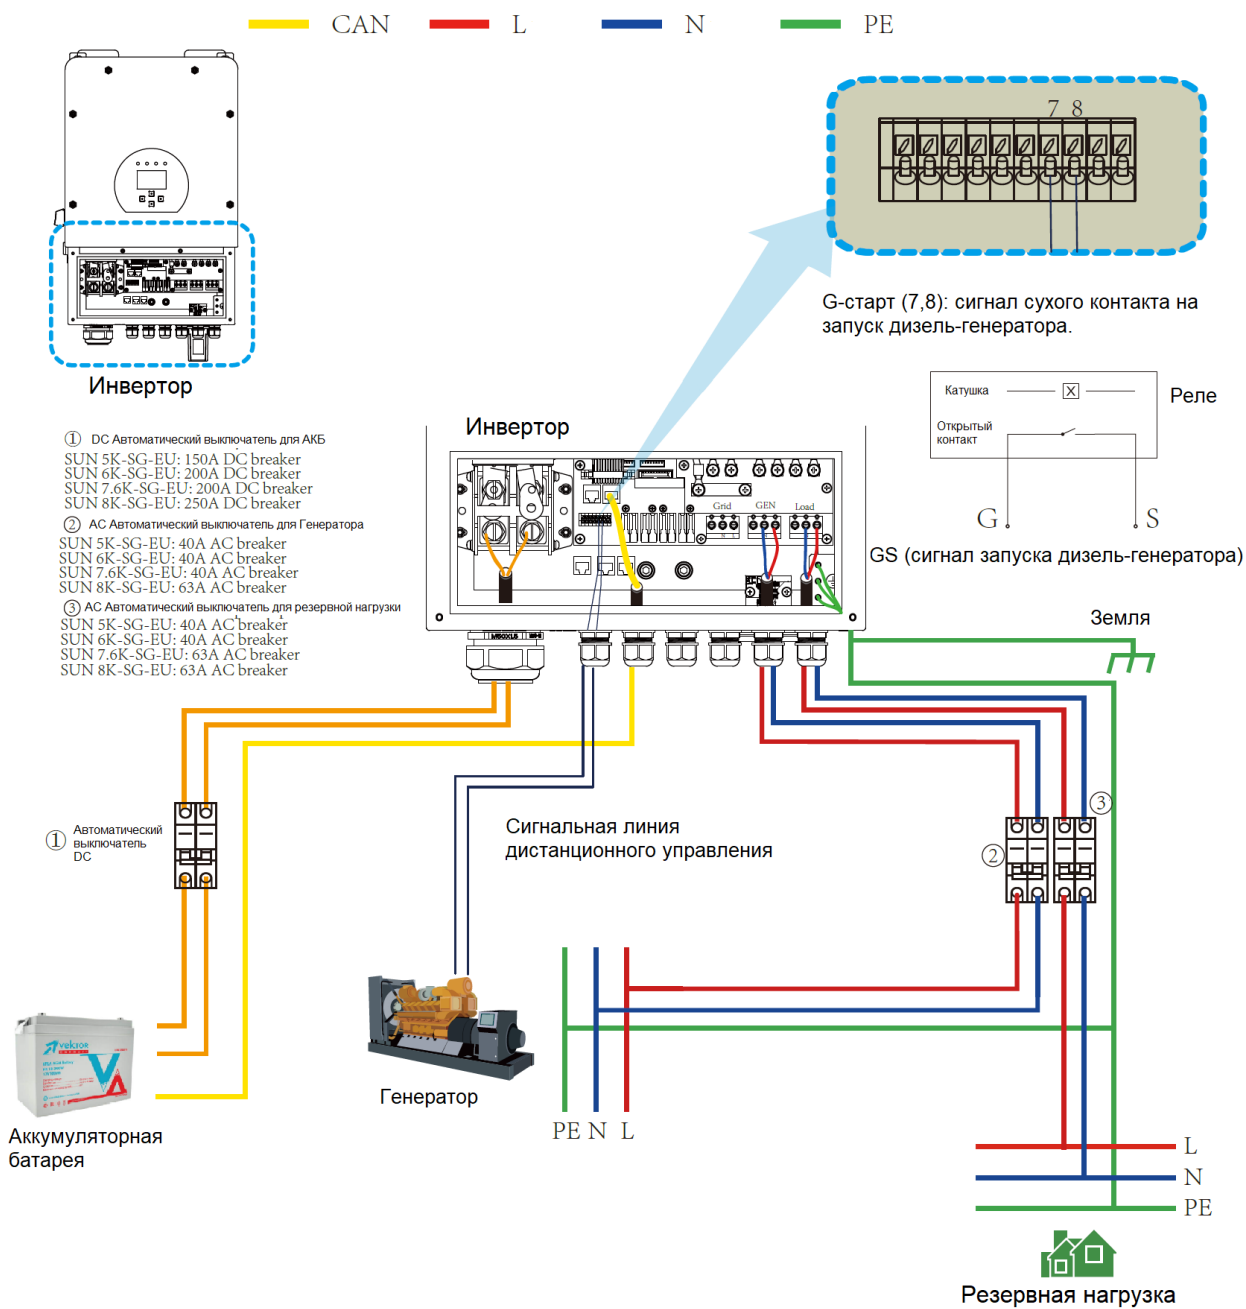 CAN L N PE
7 8
G-старт (7,8): сигнал сухого контакта на
запуск дизель-генератора.
Инвертор
Катушка
X
Реле
Открытый
контакт
G
S
GS (сигнал запуска дизель-генератора)
① DC Автоматический выключатель для АКБ
SUN 5K-SG-EU: 150A DC breaker
SUN 6K-SG-EU: 200A DC breaker
SUN 7.6K-SG-EU: 200A DC breaker
SUN 8K-SG-EU: 250A DC breaker
② АС Автоматический выключатель для Генератора
SUN 5K-SG-EU: 40A AC breaker
SUN 6K-SG-EU: 40A AC breaker
SUN 7.6K-SG-EU: 40A AC breaker
SUN 8K-SG-EU: 63A AC breaker
③ АС Автоматический выключатель для резервной нагрузки
SUN 5K-SG-EU: 40A AC breaker
SUN 6K-SG-EU: 40A AC breaker
SUN 7.6K-SG-EU: 63A AC breaker
SUN 8K-SG-EU: 63A AC breaker
Инвертор
Grid
GEN
Load
Земля
① Автоматический
выключатель
DC
Сигнальная линия
дистанционного управления
③
②
Vektor
Аккумуляторная
батарея
Генератор
PE N L
L
N
PE
Резервная нагрузка